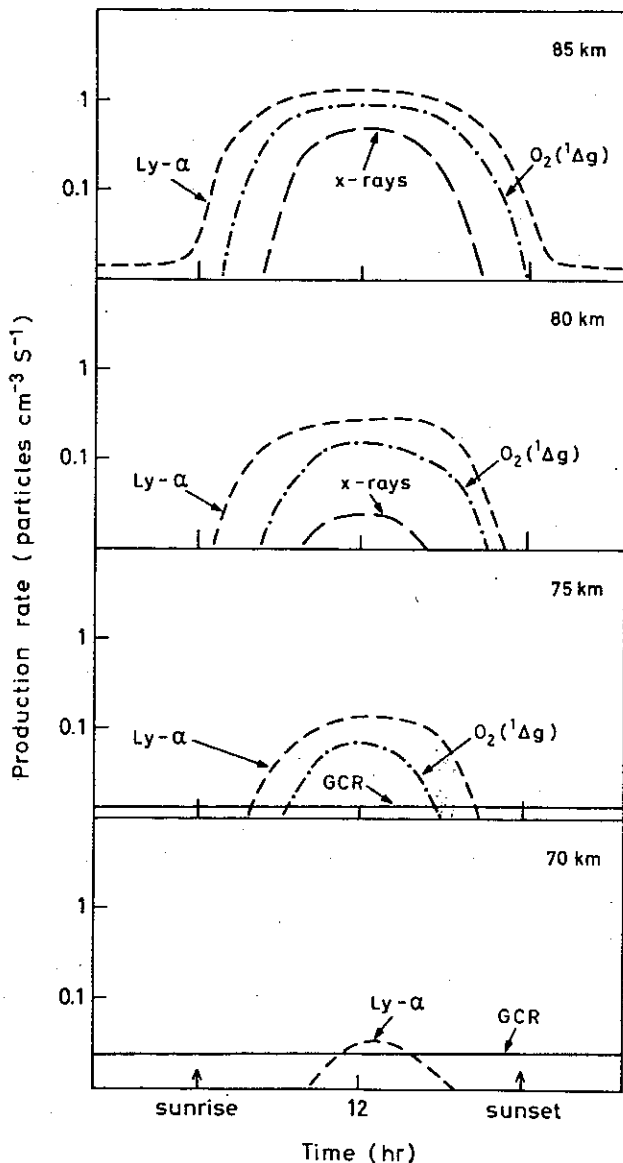 85 km
1
0.1
Ly-α
x-rays
O₂(¹Δg)
80 km
1
0.1
Ly-α
x-rays
O₂(¹Δg)
75 km
1
0.1
Ly-α
GCR
O₂(¹Δg)
70 km
1
0.1
Ly-α
GCR
sunrise
12
sunset
Time (hr)
Production rate (particles cm⁻³ S⁻¹)